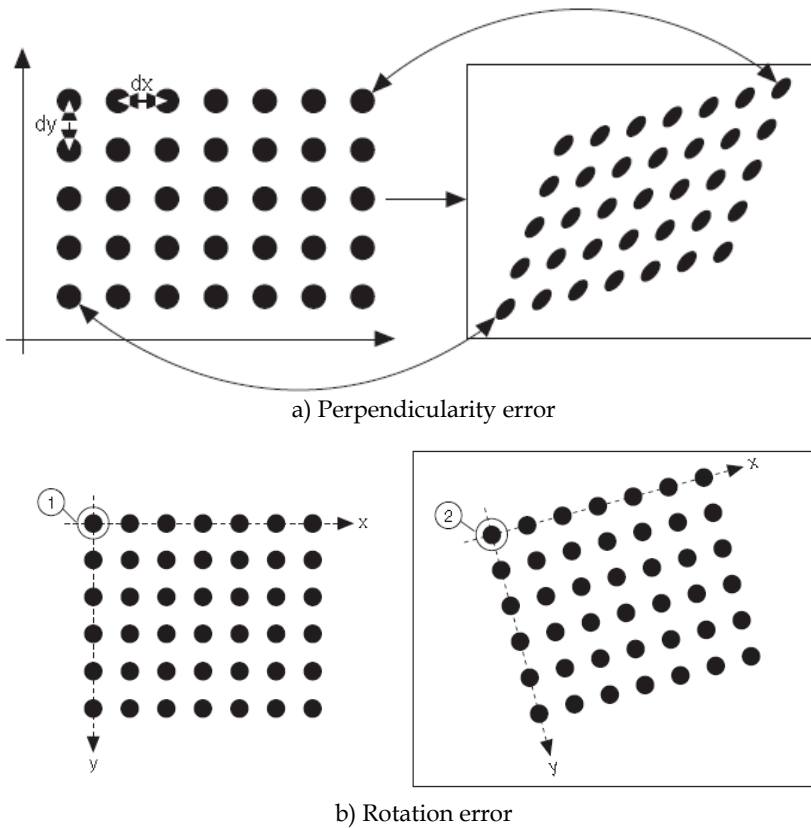 dx
dy
a) Perpendicularity error
1
x
y
2
x
y
b) Rotation error